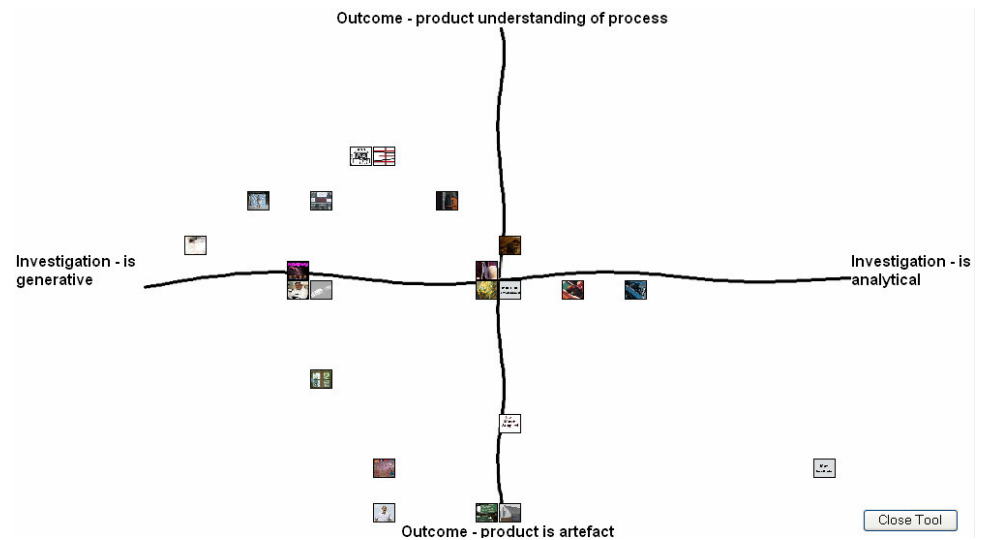 Outcome - product understanding of process
Investigation - is
generative
Investigation - is
analytical
Close Tool
Outcome - product is artefact